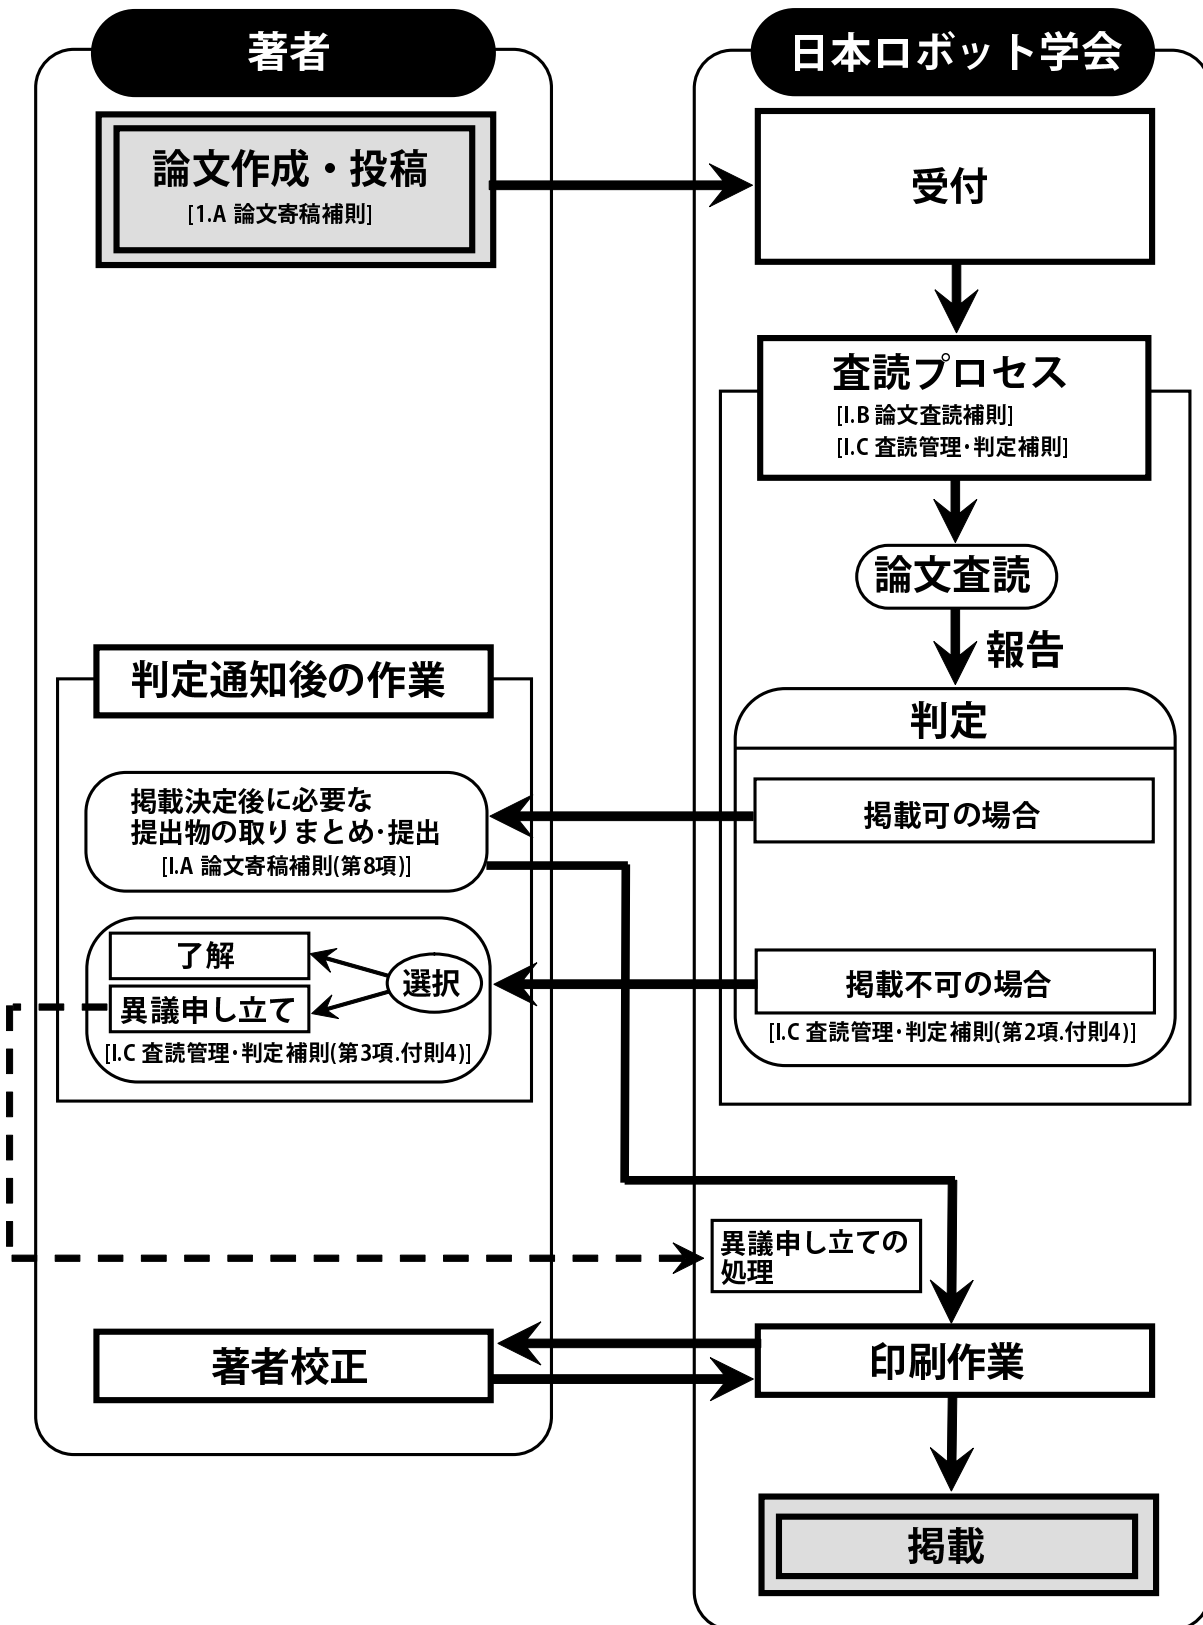 著者
論文作成・投稿
[1.A 論文寄稿補則]
判定通知後の作業
掲載決定後に必要な
提出物の取りまとめ・提出
[I.A 論文寄稿補則(第8項)]
了解
選択
異議申し立て
[I.C 査読管理・判定補則(第3項.付則4)]
著者校正
日本ロボット学会
受付
査読プロセス
[I.B 論文査読補則]
[I.C 査読管理・判定補則]
論文査読
報告
判定
掲載可の場合
掲載不可の場合
[I.C 査読管理・判定補則(第2項.付則4)]
異議申し立ての
処理
印刷作業
掲載